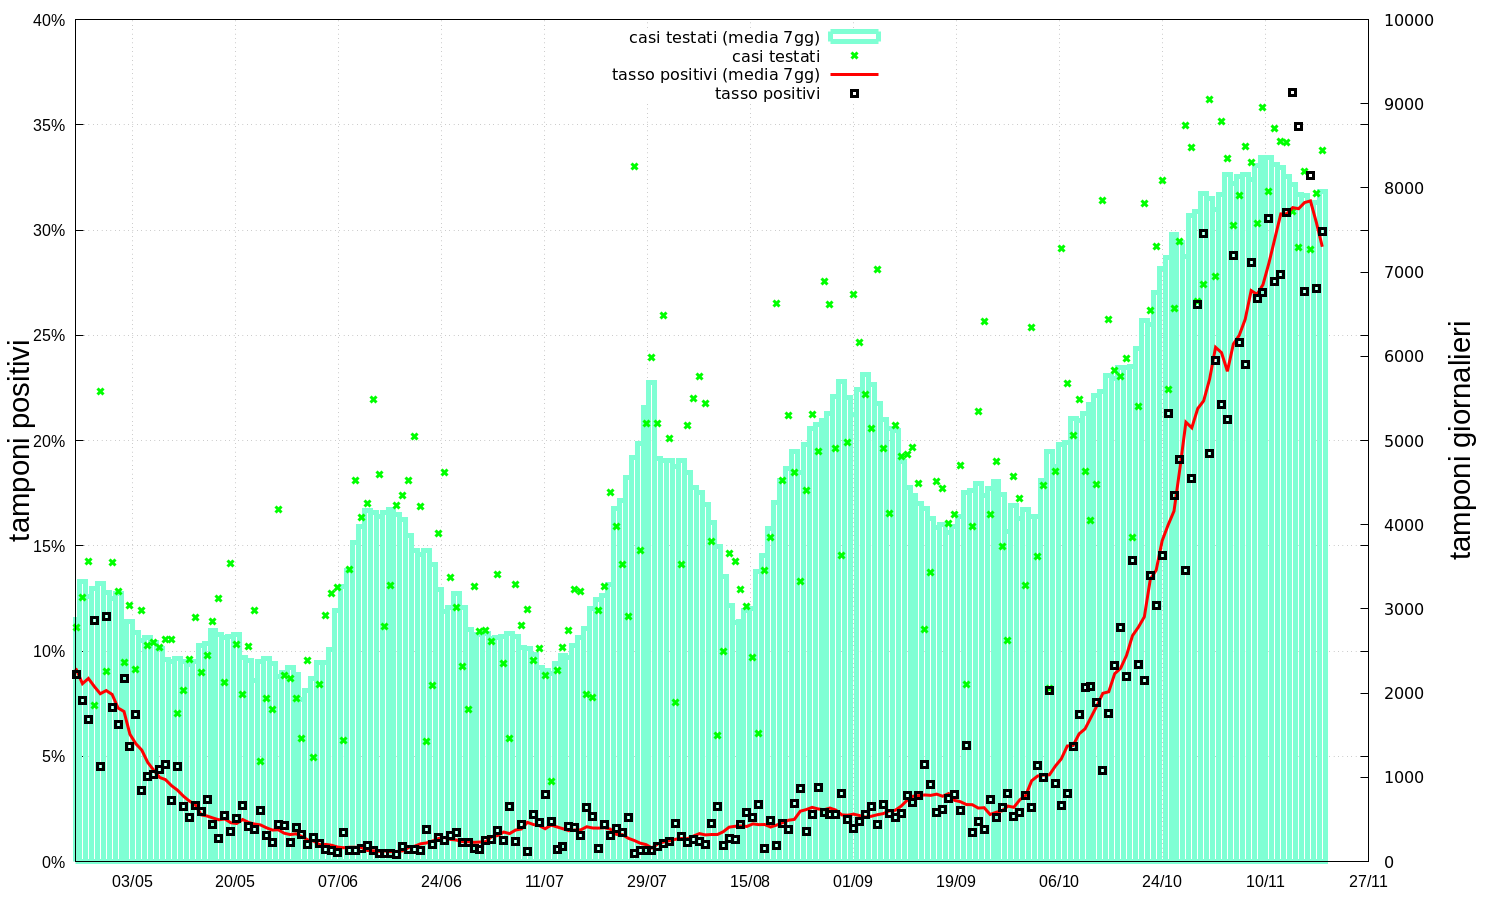 casi testati (media 7gg)
casi testati
tasso positivi (media 7gg)
tasso positivi
tamponi positivi
40%
35%
30%
25%
20%
15%
10%
5%
0%
10000
9000
8000
7000
6000
5000
4000
3000
2000
1000
0
tamponi giornalieri
03/05 20/05 07/06 24/06 11/07 29/07 15/08 01/09 19/09 06/10 24/10 10/11 27/11